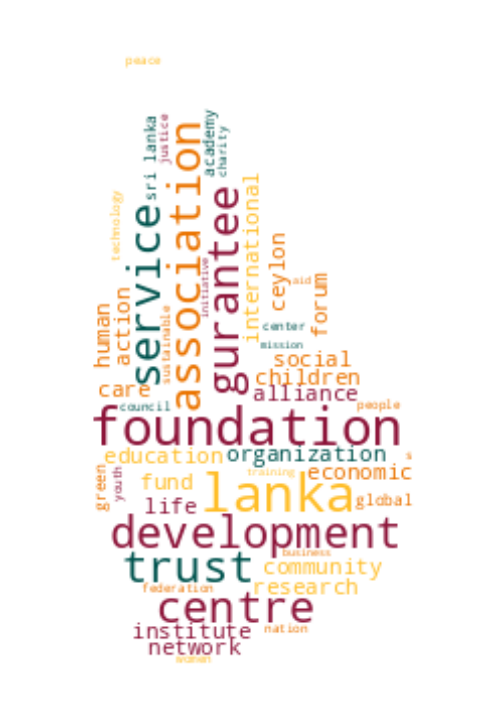 peace
sri lanka
justice
academy
charity
association
technology
service
gurantee
international
initiative
ceylon
aid
forum
human
action
sustainable
center
mission
social
care
children
alliance
council
people
foundation
education
organization
s
green
youth
training
economic
fund
lanka
life
global
development
business
trust
community
federation
research
centre
institute
nation
network
women